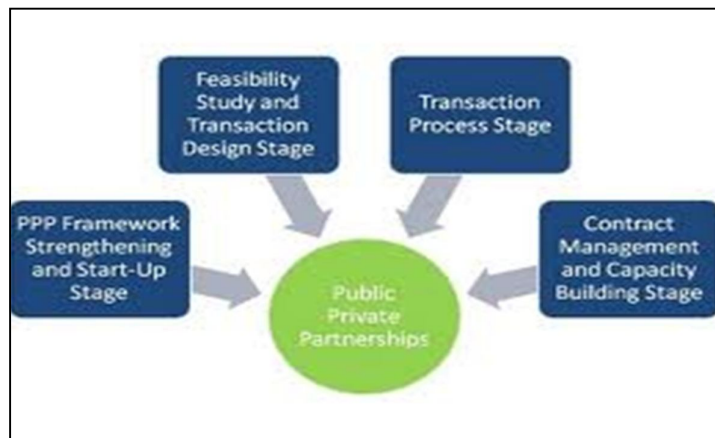 Feasibility
Study and
Transaction
Design Stage
Transaction
Process Stage
PPP Framework
Strengthening
and Start-Up
Stage
Contract
Management
and Capacity
Building Stage
Public
Private
Partnerships